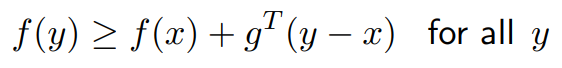 f(y) ≥ f(x) + g^T(y − x) for all y